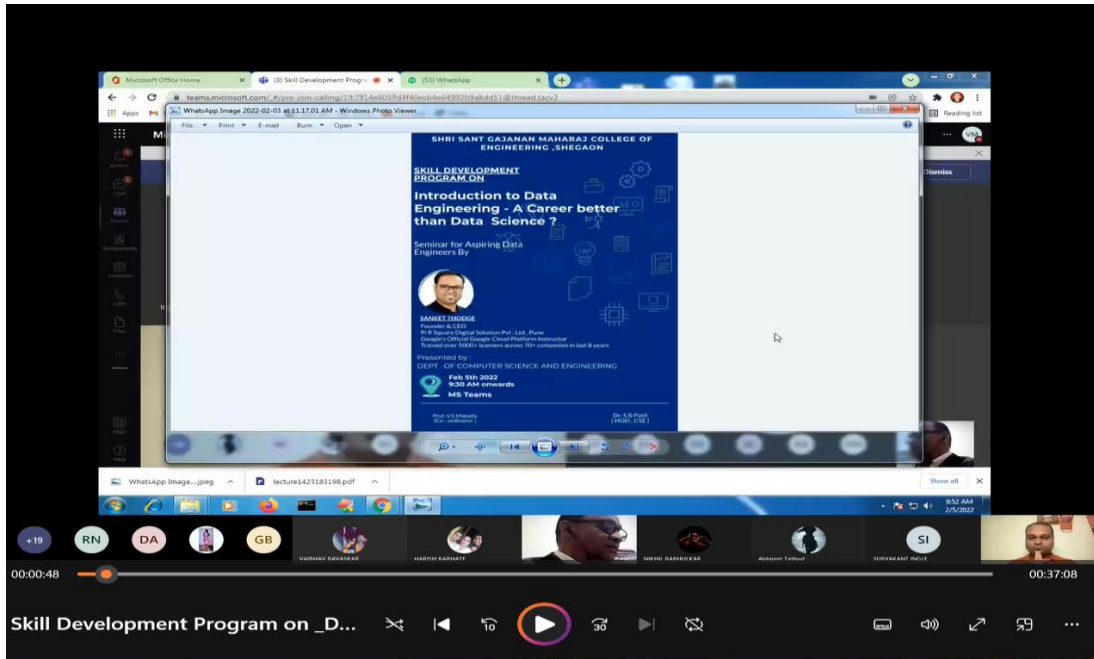 Microsoft Office Home
(3) Skill Development Progra
(53) WhatsApp
teams.microsoft.com/_#/pre-join-calling/19:7914e6059d4f40ecb4e64992b9a8dd51@thread.tacv2
Apps
Reading list
WhatsApp Image 2022-02-03 at 11.17.01 AM - Windows Photo Viewer
File Print E-mail Burn Open
VM
Dismiss
SHRI SANT GAJANAN MAHARAJ COLLEGE OF
ENGINEERING ,SHEGAON
SKILL DEVELOPMENT
PROGRAM ON
Introduction to Data
Engineering - A Career better
than Data Science ?
Seminar for Aspiring Data
Engineers By
SANKET THODGE
Founder & CEO
Pi R Square Digital Solution Pvt. Ltd, Pune
Google's Official Google Cloud Platform Instructor
Trained over 5000+ learners across 70+ companies in last 8 years
Presented by :
DEPT OF COMPUTER SCIENCE AND ENGINEERING
Feb 5th 2022
9:30 AM onwards
MS Teams
Prof. V.S Mahalle
(Co-ordinator)
Dr. S.B Patil
( HOD , CSE )
WhatsApp Image....jpeg
lecture1423183198.pdf
Show all
9:52 AM
2/5/2022
+19
RN
DA
GB
VAIBHAV BAVASKAR
HARISH BARHATE
NIKHIL BABHULKAR
Abhijeet Tathod
SI
SURYAKANT INGLE
00:00:48
00:37:08
Skill Development Program on _D...
10
30